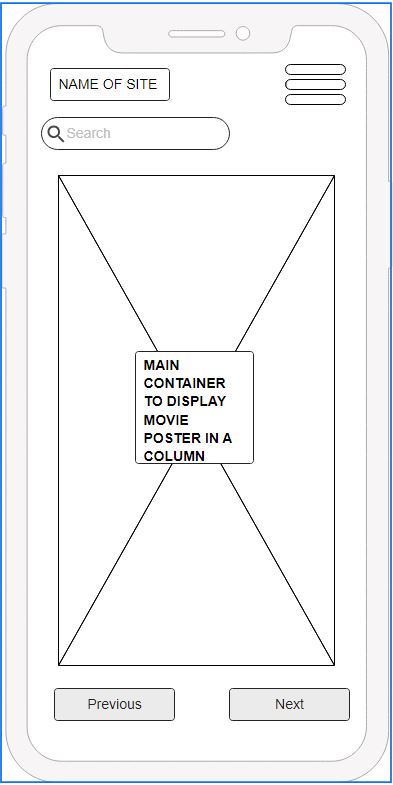 NAME OF SITE
Search
MAIN
CONTAINER
TO DISPLAY
MOVIE
POSTER IN A
COLUMN
Previous
Next